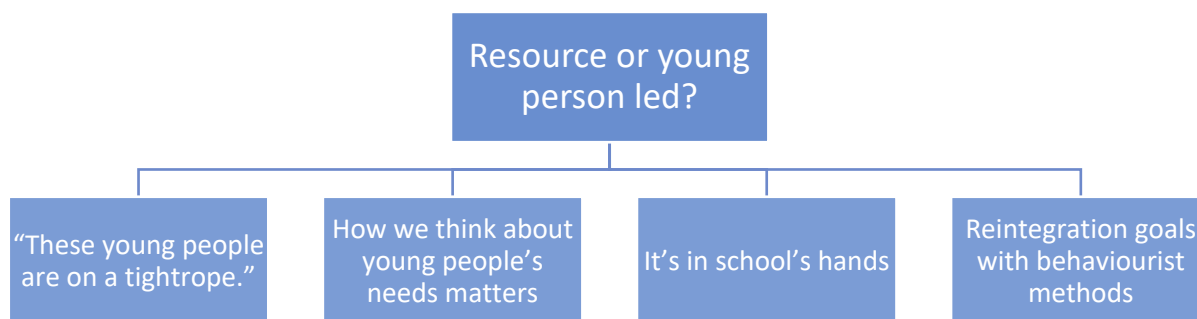 Resource or young
person led?
“These young people
are on a tightrope.”
How we think about
young people’s
needs matters
It’s in school’s hands
Reintegration goals
with behaviourist
methods